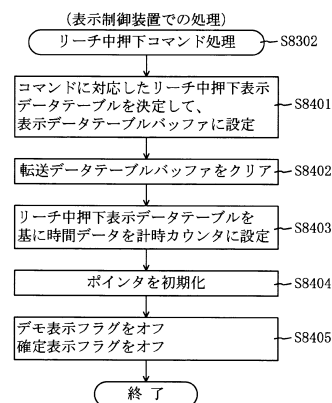 (表示制御装置での処理)
リーチ中押下コマンド処理
S8302
コマンドに対応したリーチ中押下表示
データテーブルを決定して、
表示データテーブルバッファに設定
S8401
転送データテーブルバッファをクリア
S8402
リーチ中押下表示データテーブルを
基に時間データを計時カウンタに設定
S8403
ポインタを初期化
S8404
デモ表示フラグをオフ
確定表示フラグをオフ
S8405
終 了